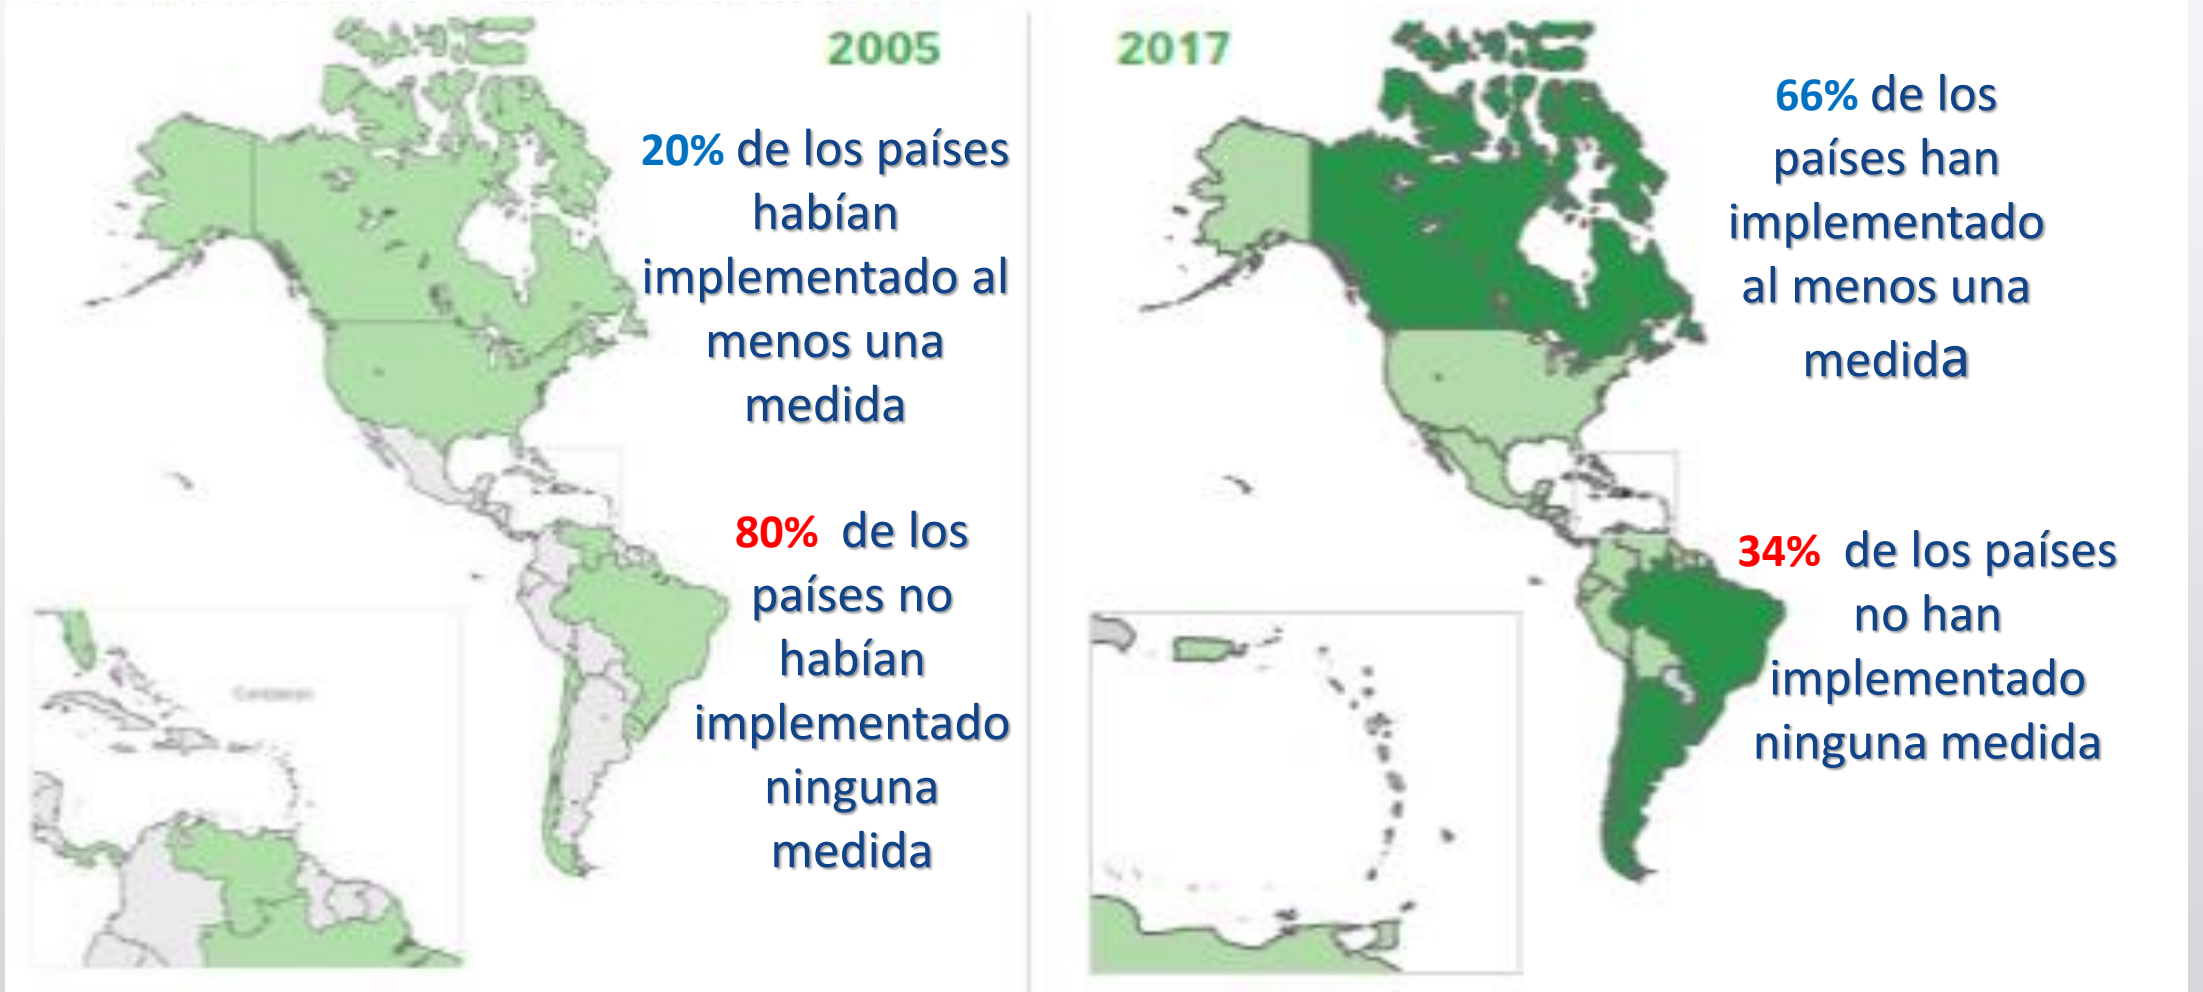 2005
20% de los países
habían
implementado al
menos una
medida
80% de los
países no
habían
implementado
ninguna
medida
2017
66% de los
países han
implementado
al menos una
medida
34% de los países
no han
implementado
ninguna medida